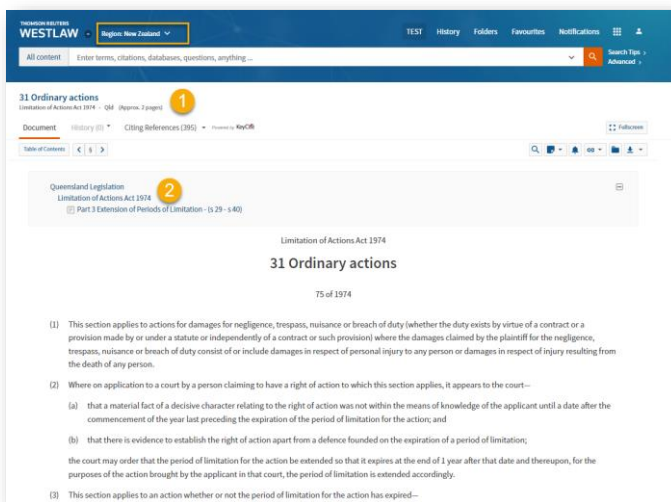 THOMSON REUTERS
WESTLAW
Region: New Zealand
TEST History Folders Favourites Notifications
All content Enter terms, citations, databases, questions, anything ...
Search Tips
Advanced
31 Ordinary actions
Limitation of Actions Act 1974 - Qld (Approx. 2 pages)
1
Document History (0) Citing References (395) Powered by KeyCite
Fullscreen
Table of Contents < § >
Queensland Legislation
2
Limitation of Actions Act 1974
Part 3 Extension of Periods of Limitation - (s 29 - s 40)
Limitation of Actions Act 1974
31 Ordinary actions
75 of 1974
(1) This section applies to actions for damages for negligence, trespass, nuisance or breach of duty (whether the duty exists by virtue of a contract or a
provision made by or under a statute or independently of a contract or such provision) where the damages claimed by the plaintiff for the negligence,
trespass, nuisance or breach of duty consist of or include damages in respect of personal injury to any person or damages in respect of injury resulting from
the death of any person.
(2) Where on application to a court by a person claiming to have a right of action to which this section applies, it appears to the court—
(a) that a material fact of a decisive character relating to the right of action was not within the means of knowledge of the applicant until a date after the
commencement of the year last preceding the expiration of the period of limitation for the action; and
(b) that there is evidence to establish the right of action apart from a defence founded on the expiration of a period of limitation;
the court may order that the period of limitation for the action be extended so that it expires at the end of 1 year after that date and thereupon, for the
purposes of the action brought by the applicant in that court, the period of limitation is extended accordingly.
(3) This section applies to an action whether or not the period of limitation for the action has expired—